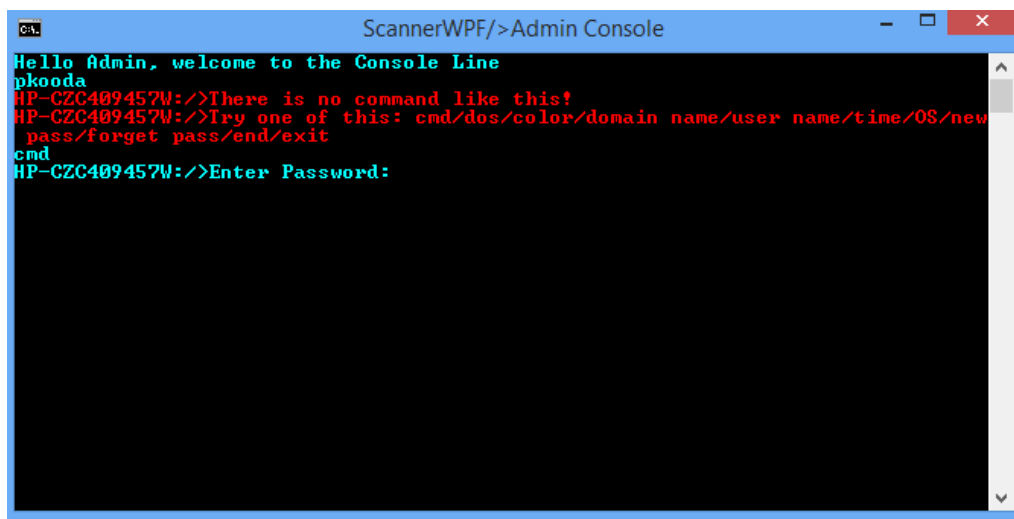 ScannerWPF/>Admin Console
Hello Admin, welcome to the Console Line
pkooda
HP-CZC409457W:/>There is no command like this!
HP-CZC409457W:/>Try one of this: cmd/dos/color/domain name/user name/time/OS/new
pass/forget pass/end/exit
cmd
HP-CZC409457W:/>Enter Password: